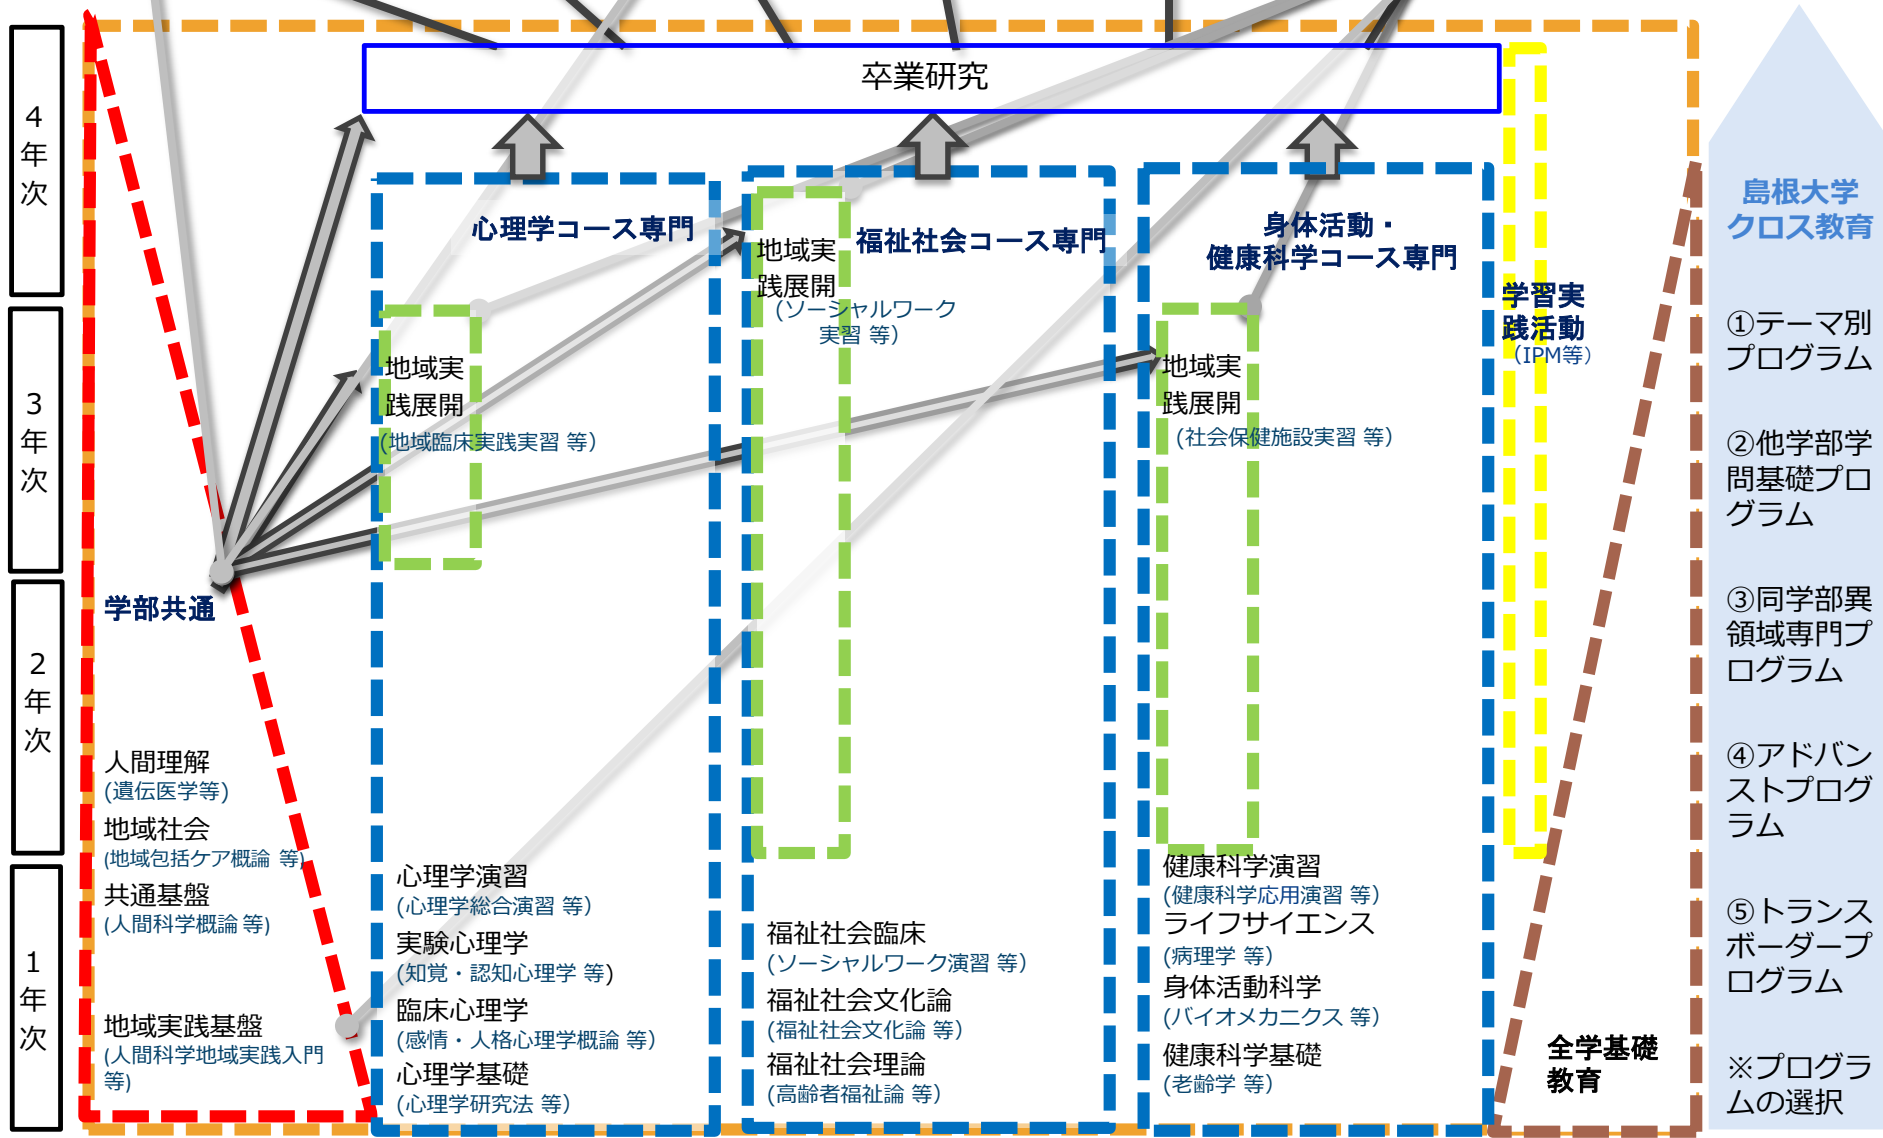 卒業研究
4
年
次
3
年
次
2
年
次
1
年
次
学部共通
人間理解
(遺伝医学等)
地域社会
(地域包括ケア概論 等)
共通基盤
(人間科学概論 等)
地域実践基盤
(人間科学地域実践入門
等)
心理学コース専門
地域実
践展開
(地域臨床実践実習 等)
心理学演習
(心理学総合演習 等)
実験心理学
(知覚・認知心理学 等)
臨床心理学
(感情・人格心理学概論 等)
心理学基礎
(心理学研究法 等)
福祉社会コース専門
地域実
践展開
(ソーシャルワーク
実習 等)
福祉社会臨床
(ソーシャルワーク演習 等)
福祉社会文化論
(福祉社会文化論 等)
福祉社会理論
(高齢者福祉論 等)
身体活動・
健康科学コース専門
地域実
践展開
(社会保健施設実習 等)
健康科学演習
(健康科学応用演習 等)
ライフサイエンス
(病理学 等)
身体活動科学
(バイオメカニクス 等)
健康科学基礎
(老齢学 等)
学習実
践活動
(IPM等)
全学基礎
教育
島根大学
クロス教育
①テーマ別
プログラム
②他学部学
問基礎プロ
グラム
③同学部異
領域専門プ
ログラム
④アドバン
ストプログ
ラム
⑤トランス
ボーダープ
ログラム
※プログラ
ムの選択